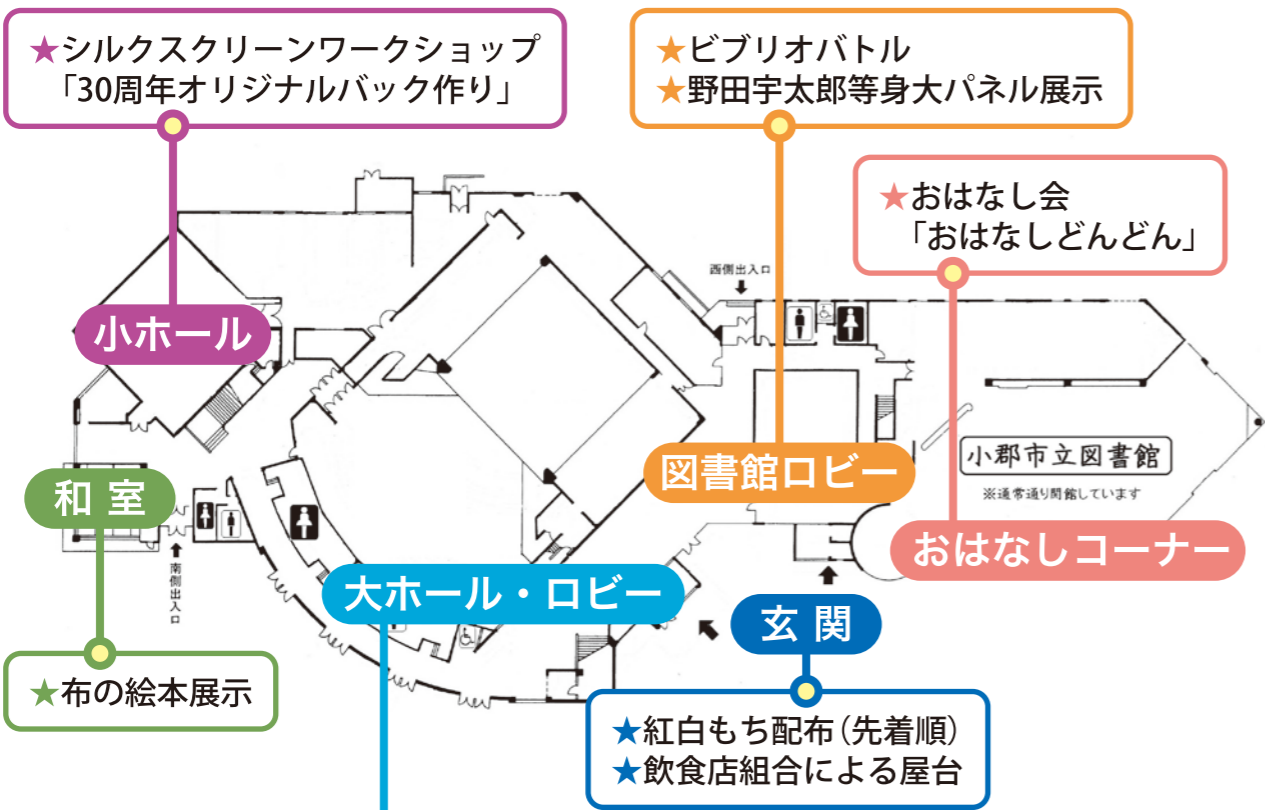 ★シルクスクリーンワークショップ
「30周年オリジナルバック作り」
★ビブリオバトル
★野田宇太郎等身大パネル展示
★おはなし会
「おはなしどんどん」
西側出入口
小ホール
図書館ロビー
小郡市立図書館
※通常通り開館しています
和室
おはなしコーナー
南側出入口
大ホール・ロビー
玄関
★布の絵本展示
★紅白もち配布(先着順)
★飲食店組合による屋台